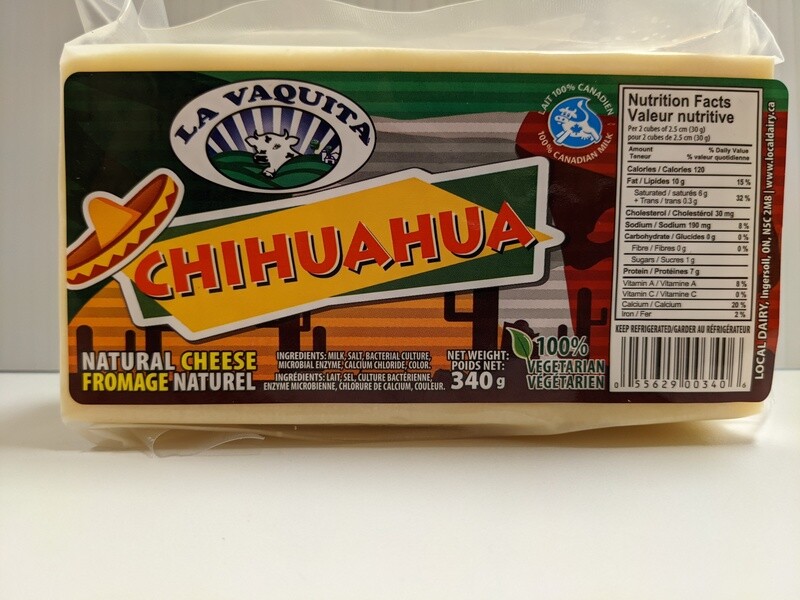 LA VAQUITA
CHIHUAHUA
NATURAL CHEESE
FROMAGE NATUREL
INGREDIENTS: MILK, SALT, BACTERIAL CULTURE,
MICROBIAL ENZYME, CALCIUM CHLORIDE, COLOR.
INGRÉDIENTS: LAIT, SEL, CULTURE BACTÉRIENNE,
ENZYME MICROBIENNE, CHLORURE DE CALCIUM, COULEUR.
NET WEIGHT:
POIDS NET:
340 g
100%
VEGETARIAN
VÉGÉTARIEN
LAIT 100% CANADIEN
100% CANADIAN MILK
Nutrition Facts
Valeur nutritive
Per 2 cubes of 2.5 cm (30 g)
pour 2 cubes de 2,5 cm (30 g)
Amount % Daily Value
Teneur % valeur quotidienne
Calories / Calories 120
Fat / Lipides 10 g 15 %
Saturated / saturés 6 g
+ Trans / trans 0.3 g 32 %
Cholesterol / Cholestérol 30 mg
Sodium / Sodium 190 mg 8 %
Carbohydrate / Glucides 0 g 0 %
Fibre / Fibres 0 g 0 %
Sugars / Sucres 1 g
Protein / Protéines 7 g
Vitamin A / Vitamine A 8 %
Vitamin C / Vitamine C 0 %
Calcium / Calcium 20 %
Iron / Fer 2 %
KEEP REFRIGERATED/GARDER AU RÉFRIGÉRATEUR
0 55629 00340 6
LOCAL DAIRY, Ingersoll, ON, N5C 2M8 | www.localdairy.ca